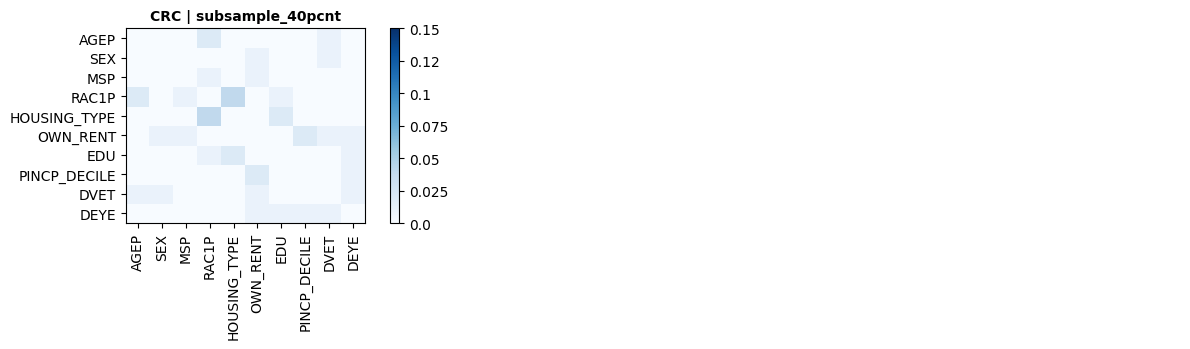 CRC | subsample_40pcnt
AGEP
SEX
MSP
RAC1P
HOUSING_TYPE
OWN_RENT
EDU
PINCP_DECILE
DVET
DEYE
AGEP
SEX
MSP
RAC1P
HOUSING_TYPE
OWN_RENT
EDU
PINCP_DECILE
DVET
DEYE
0.15
0.12
0.1
0.075
0.05
0.025
0.0